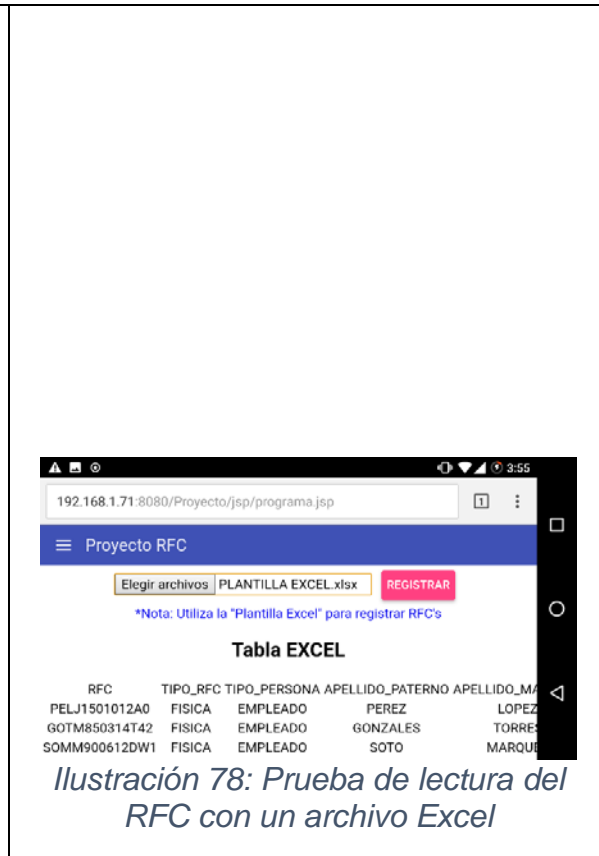 3:55
192.168.1.71:8080/Proyecto/jsp/programa.jsp 1
Proyecto RFC
Elegir archivos PLANTILLA EXCEL.xlsx REGISTRAR
*Nota: Utiliza la "Plantilla Excel" para registrar RFC's
Tabla EXCEL
RFC TIPO_RFC TIPO_PERSONA APELLIDO_PATERNO APELLIDO_MA
PELJ1501012A0 FISICA EMPLEADO PEREZ LOPEZ
GOTM850314T42 FISICA EMPLEADO GONZALES TORRE
SOMM900612DW1 FISICA EMPLEADO SOTO MARQU
Ilustración 78: Prueba de lectura del
RFC con un archivo Excel